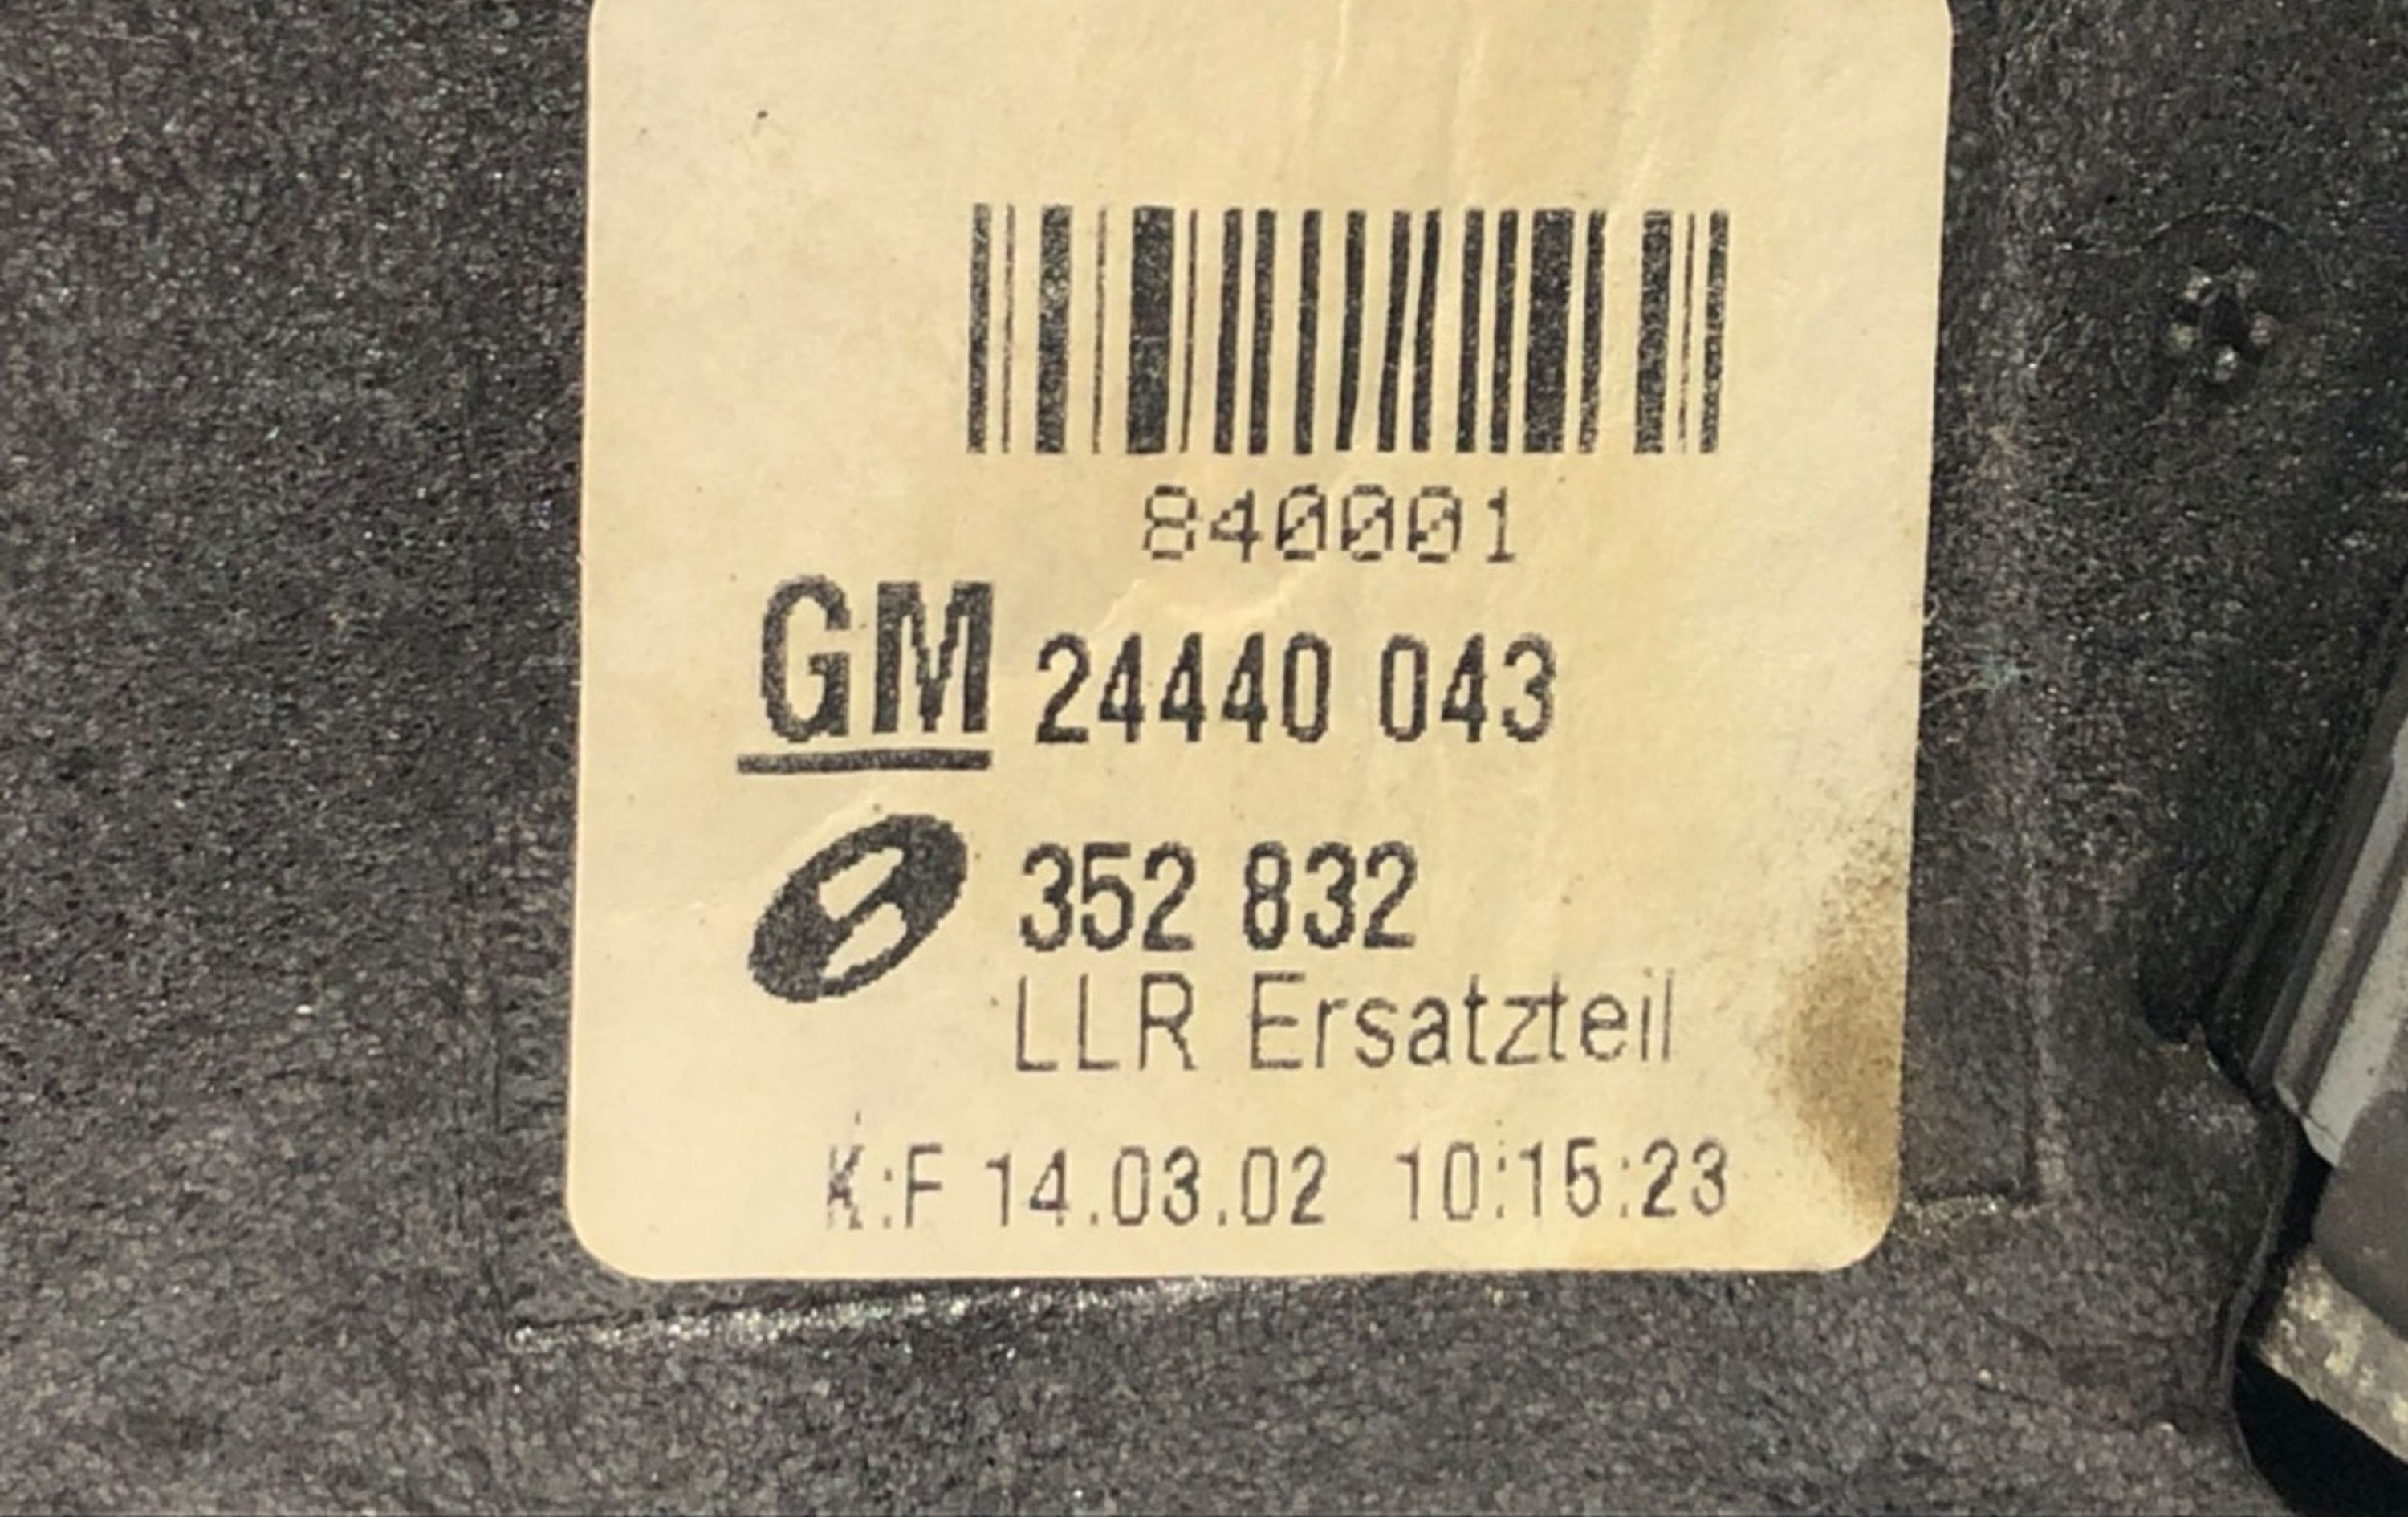 840001
GM 24440 043
352 832
LLR Ersatzteil
K:F 14.03.02 10:15:23